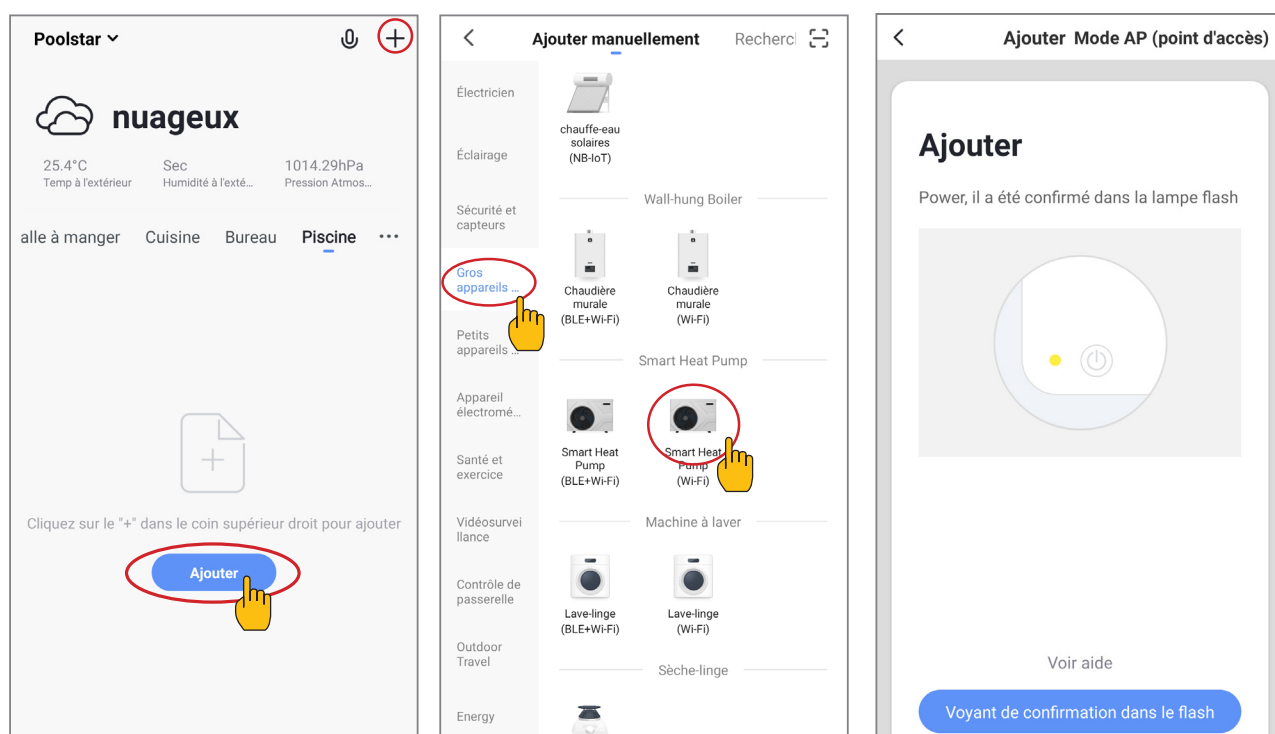 Poolstar
nuageux
25.4°C Sec 1014.29hPa
Temp à l'extérieur Humidité à l'exté... Pression Atmos...
alle à manger Cuisine Bureau Piscine ...
Cliquez sur le "+" dans le coin supérieur droit pour ajouter
Ajouter
Ajouter manuellement Recherc
Électricien
Éclairage
Sécurité et
capteurs
Gros
appareils ...
Petits
appareils ...
Appareil
électromé...
Santé et
exercice
Vidéosurvei
llance
Contrôle de
passerelle
Outdoor
Travel
Energy
chauffe-eau
solaires
(NB-IoT)
Wall-hung Boiler
Chaudière
murale
(BLE+Wi-Fi)
Chaudière
murale
(Wi-Fi)
Smart Heat Pump
Smart Heat
Pump
(BLE+Wi-Fi)
Smart Heat
Pump
(Wi-Fi)
Machine à laver
Lave-linge
(BLE+Wi-Fi)
Lave-linge
(Wi-Fi)
Sèche-linge
Ajouter Mode AP (point d'accès)
Ajouter
Power, il a été confirmé dans la lampe flash
Voir aide
Voyant de confirmation dans le flash